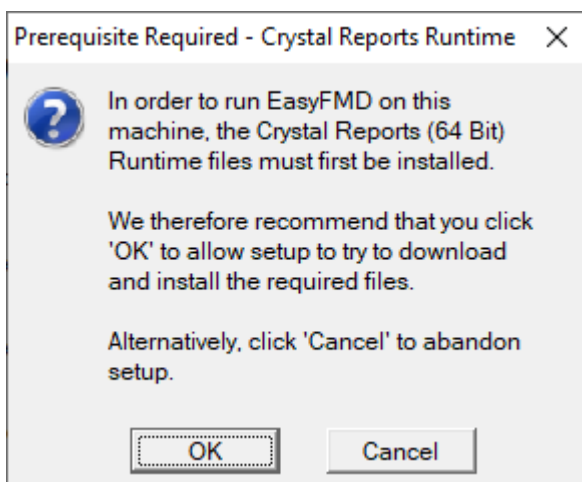 Prerequisite Required - Crystal Reports Runtime
In order to run EasyFMD on this
machine, the Crystal Reports (64 Bit)
Runtime files must first be installed.
We therefore recommend that you click
'OK' to allow setup to try to download
and install the required files.
Alternatively, click 'Cancel' to abandon
setup.
OK
Cancel